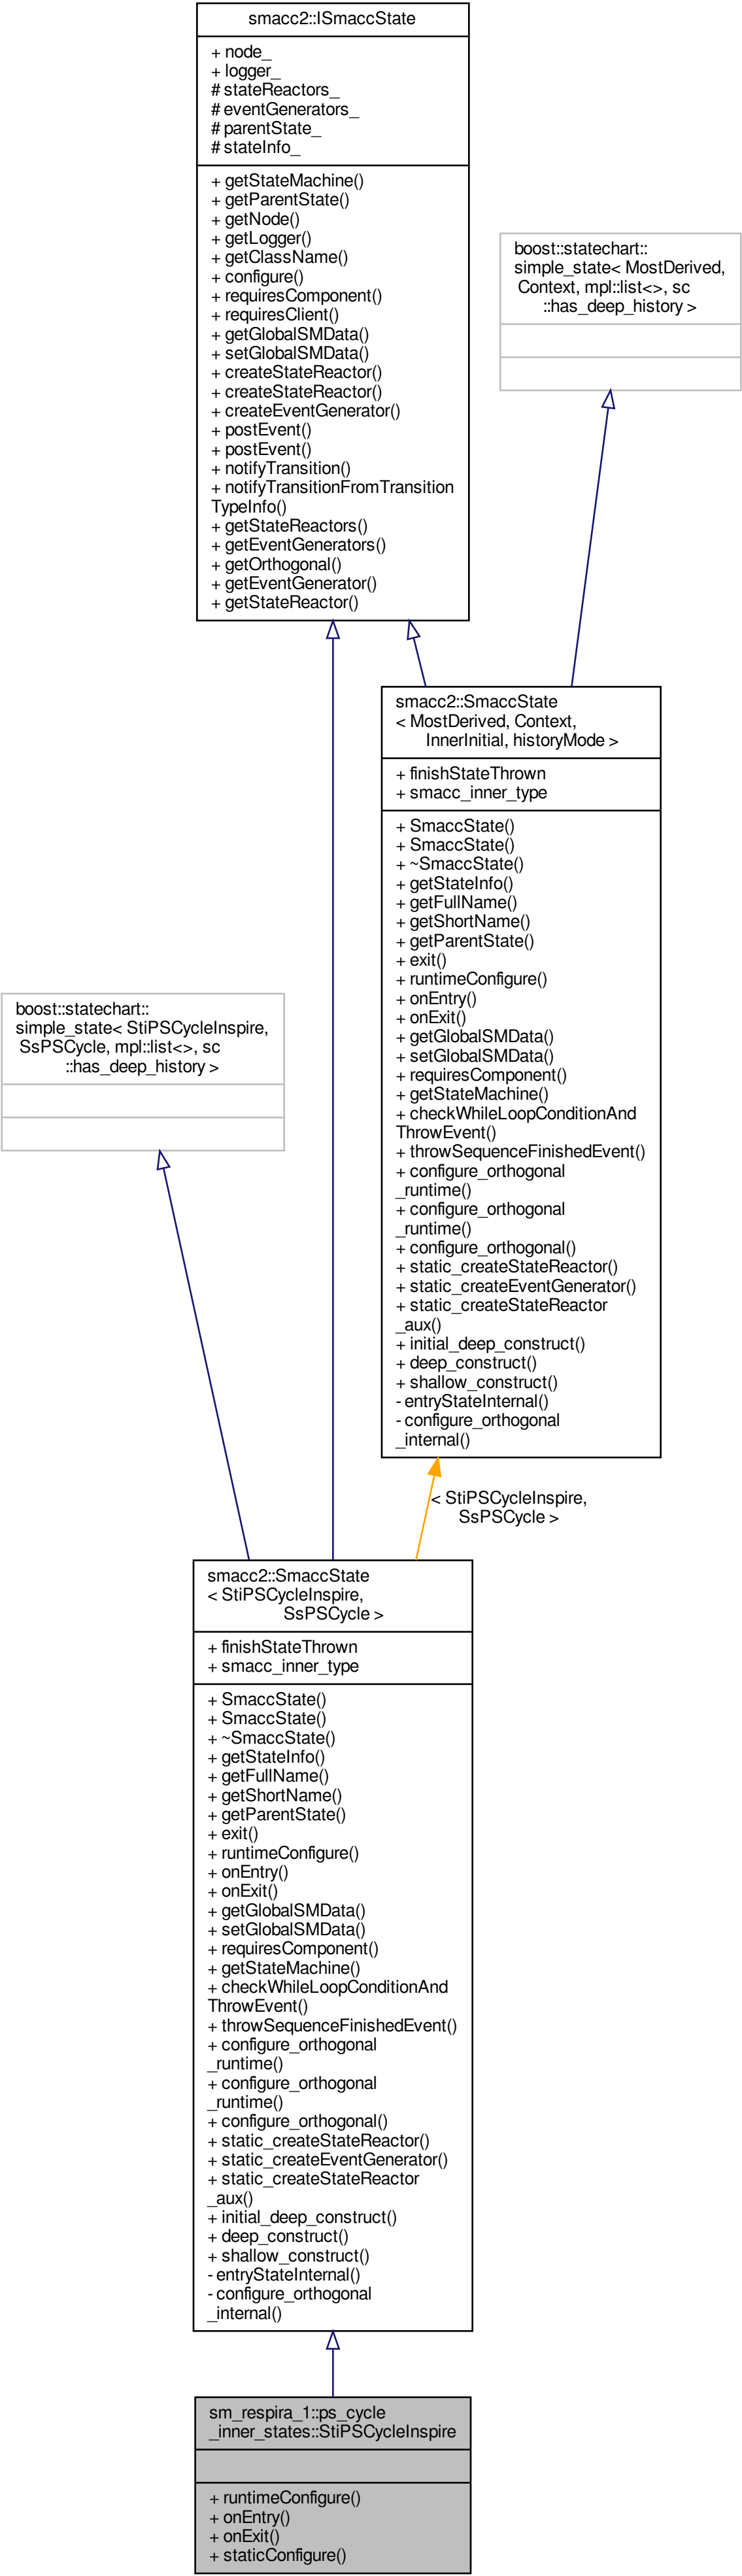 smacc2::ISmaccState
+ node_
+ logger_
# stateReactors_
# eventGenerators_
# parentState_
# stateInfo_
+ getStateMachine()
+ getParentState()
+ getNode()
+ getLogger()
+ getClassName()
+ configure()
+ requiresComponent()
+ requiresClient()
+ getGlobalSMData()
+ setGlobalSMData()
+ createStateReactor()
+ createStateReactor()
+ createEventGenerator()
+ postEvent()
+ postEvent()
+ notifyTransition()
+ notifyTransitionFromTransition
TypeInfo()
+ getStateReactors()
+ getEventGenerators()
+ getOrthogonal()
+ getEventGenerator()
+ getStateReactor()
boost::statechart::
simple_state< MostDerived,
Context, mpl::list<>, sc
::has_deep_history >
smacc2::SmaccState
< MostDerived, Context,
InnerInitial, historyMode >
+ finishStateThrown
+ smacc_inner_type
+ SmaccState()
+ SmaccState()
+ ~SmaccState()
+ getStateInfo()
+ getFullName()
+ getShortName()
+ getParentState()
+ exit()
+ runtimeConfigure()
+ onEntry()
+ onExit()
+ getGlobalSMData()
+ setGlobalSMData()
+ requiresComponent()
+ getStateMachine()
+ checkWhileLoopConditionAnd
ThrowEvent()
+ throwSequenceFinishedEvent()
+ configure_orthogonal
_runtime()
+ configure_orthogonal
_runtime()
+ configure_orthogonal()
+ static_createStateReactor()
+ static_createEventGenerator()
+ static_createStateReactor
_aux()
+ initial_deep_construct()
+ deep_construct()
+ shallow_construct()
- entryStateInternal()
- configure_orthogonal
_internal()
boost::statechart::
simple_state< StiPSCycleInspire,
SsPSCycle, mpl::list<>, sc
::has_deep_history >
< StiPSCycleInspire,
SsPSCycle >
smacc2::SmaccState
< StiPSCycleInspire,
SsPSCycle >
+ finishStateThrown
+ smacc_inner_type
+ SmaccState()
+ SmaccState()
+ ~SmaccState()
+ getStateInfo()
+ getFullName()
+ getShortName()
+ getParentState()
+ exit()
+ runtimeConfigure()
+ onEntry()
+ onExit()
+ getGlobalSMData()
+ setGlobalSMData()
+ requiresComponent()
+ getStateMachine()
+ checkWhileLoopConditionAnd
ThrowEvent()
+ throwSequenceFinishedEvent()
+ configure_orthogonal
_runtime()
+ configure_orthogonal
_runtime()
+ configure_orthogonal()
+ static_createStateReactor()
+ static_createEventGenerator()
+ static_createStateReactor
_aux()
+ initial_deep_construct()
+ deep_construct()
+ shallow_construct()
- entryStateInternal()
- configure_orthogonal
_internal()
sm_respira_1::ps_cycle
_inner_states::StiPSCycleInspire
+ runtimeConfigure()
+ onEntry()
+ onExit()
+ staticConfigure()